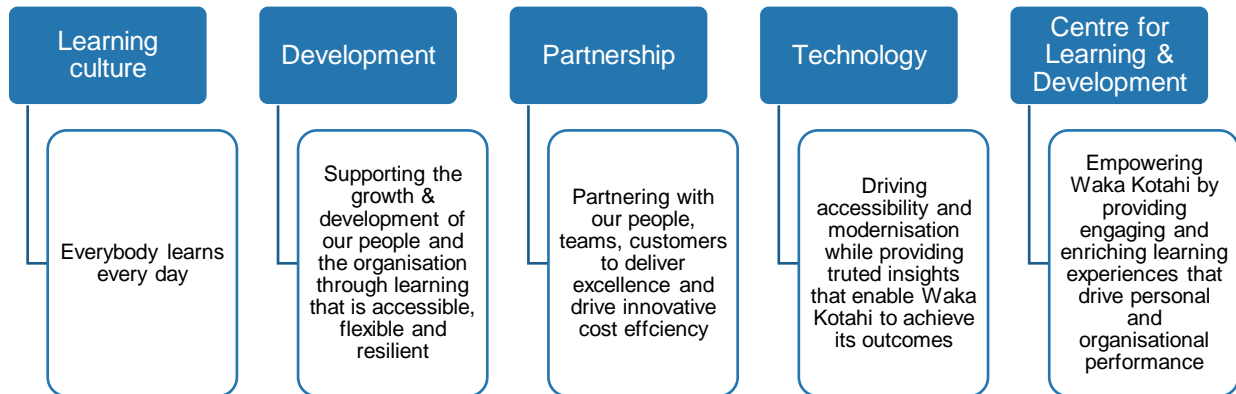 Learning
culture
Everybody learns
every day
Development
Supporting the
growth &
development of
our people and
the organisation
through learning
that is accessible,
flexible and
resilient
Partnership
Partnering with
our people,
teams, customers
to deliver
excellence and
drive innovative
cost effciency
Technology
Driving
accessibility and
modernisation
while providing
truted insights
that enable Waka
Kotahi to achieve
its outcomes
Centre for
Learning &
Development
Empowering
Waka Kotahi by
providing
engaging and
enriching learning
experiences that
drive personal
and
organisational
performance